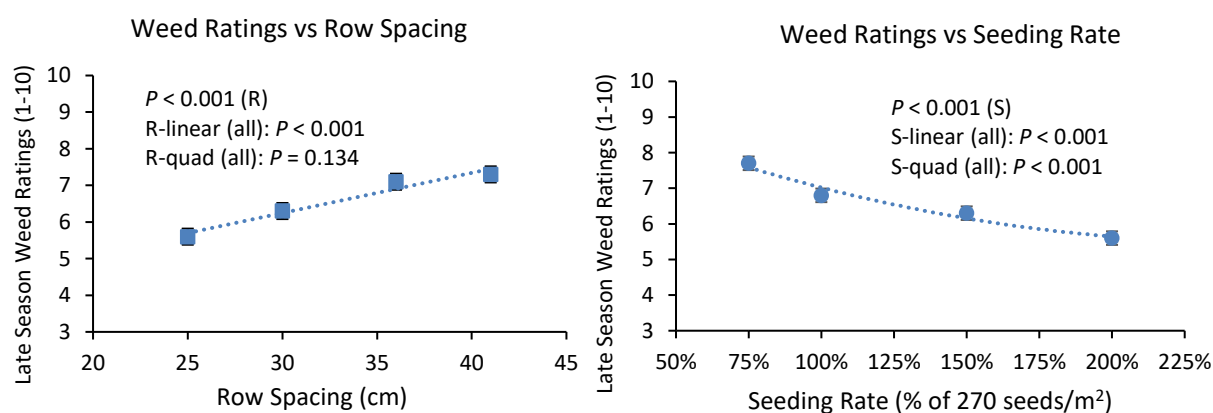 Weed Ratings vs Row Spacing
Late Season Weed Ratings (1-10)
10
9
8
7
6
5
4
3
P < 0.001 (R)
R-linear (all): P < 0.001
R-quad (all): P = 0.134
20 25 30 35 40 45
Row Spacing (cm)
Weed Ratings vs Seeding Rate
Late Season Weed Ratings (1-10)
10
9
8
7
6
5
4
3
P < 0.001 (S)
S-linear (all): P < 0.001
S-quad (all): P < 0.001
50% 75% 100% 125% 150% 175% 200% 225%
Seeding Rate (% of 270 seeds/m²)